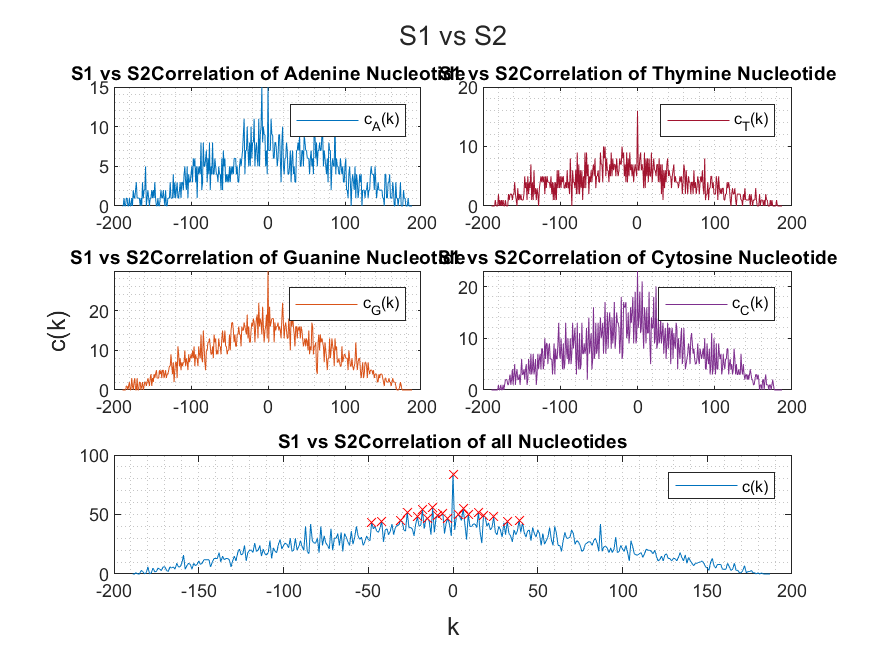 S1 vs S2
S1 vs S2Correlation of Adenine Nucleotide
15
10
5
0
-200 -100 0 100 200
c_A(k)
S1 vs S2Correlation of Thymine Nucleotide
20
10
0
-200 -100 0 100 200
c_T(k)
S1 vs S2Correlation of Guanine Nucleotide
20
10
0
-200 -100 0 100 200
c_G(k)
S1 vs S2Correlation of Cytosine Nucleotide
20
10
0
-200 -100 0 100 200
c_C(k)
c(k)
S1 vs S2Correlation of all Nucleotides
100
50
0
-200 -150 -100 -50 0 50 100 150 200
c(k)
k